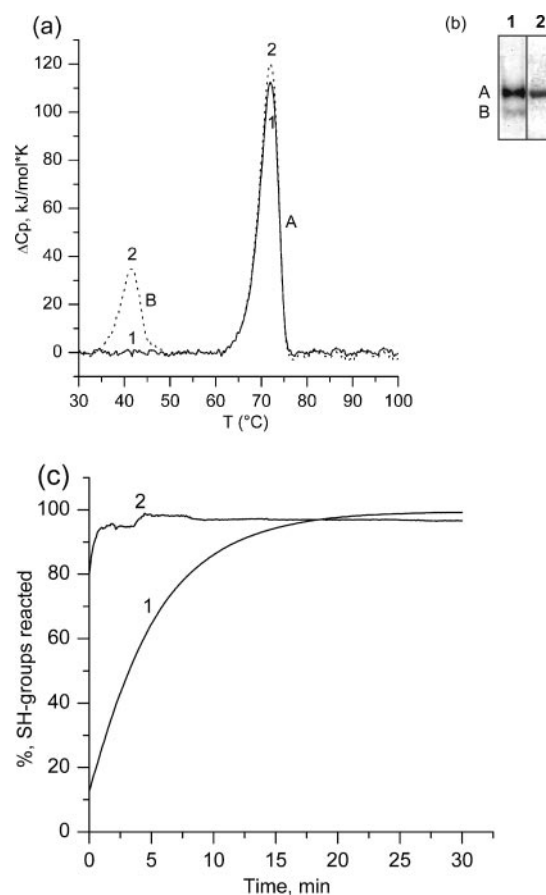 (a)
120
100
80
60
40
20
0
ΔCp, kJ/mol*K
2
1
A
2
B
1
30 40 50 60 70 80 90 100
T (°C)
(b)
1 2
A
B
(c)
100
80
60
40
20
0
%, SH-groups reacted
2
1
0 5 10 15 20 25 30
Time, min